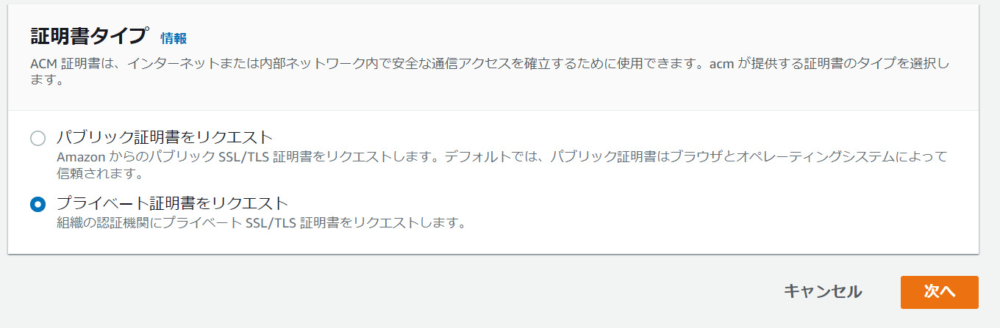 証明書タイプ 情報
ACM 証明書は、インターネットまたは内部ネットワーク内で安全な通信アクセスを確立するために使用できます。acm が提供する証明書のタイプを選択し
ます。
パブリック証明書をリクエスト
Amazon からのパブリック SSL/TLS 証明書をリクエストします。デフォルトでは、パブリック証明書はブラウザとオペレーティングシステムによって
信頼されます。
プライベート証明書をリクエスト
組織の認証機関にプライベート SSL/TLS 証明書をリクエストします。
キャンセル 次へ